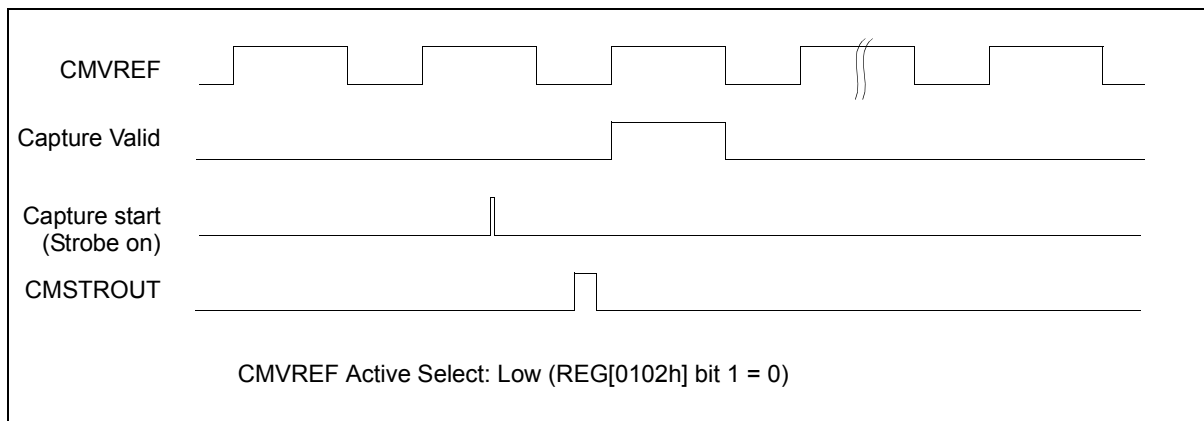 CMVREF
Capture Valid
Capture start
(Strobe on)
CMSTROUT
CMVREF Active Select: Low (REG[0102h] bit 1 = 0)